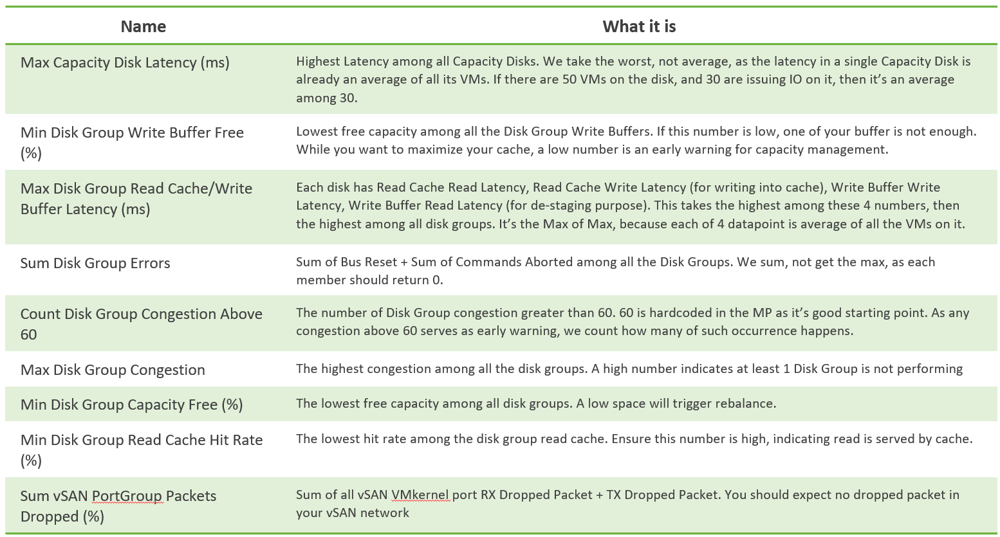 Name
What it is
Max Capacity Disk Latency (ms)
Highest Latency among all Capacity Disks. We take the worst, not average, as the latency in a single Capacity Disk is
already an average of all its VMs. If there are 50 VMs on the disk, and 30 are issuing IO on it, then it’s an average
among 30.
Min Disk Group Write Buffer Free
(%)
Lowest free capacity among all the Disk Group Write Buffers. If this number is low, one of your buffer is not enough.
While you want to maximize your cache, a low number is an early warning for capacity management.
Max Disk Group Read Cache/Write
Buffer Latency (ms)
Each disk has Read Cache Read Latency, Read Cache Write Latency (for writing into cache), Write Buffer Write
Latency, Write Buffer Read Latency (for de-staging purpose). This takes the highest among these 4 numbers, then
the highest among all disk groups. It’s the Max of Max, because each of 4 datapoint is average of all the VMs on it.
Sum Disk Group Errors
Sum of Bus Reset + Sum of Commands Aborted among all the Disk Groups. We sum, not get the max, as each
member should return 0.
Count Disk Group Congestion Above
60
The number of Disk Group congestion greater than 60. 60 is hardcoded in the MP as it’s good starting point. As any
congestion above 60 serves as early warning, we count how many of such occurrence happens.
Max Disk Group Congestion
The highest congestion among all the disk groups. A high number indicates at least 1 Disk Group is not performing
Min Disk Group Capacity Free (%)
The lowest free capacity among all disk groups. A low space will trigger rebalance.
Min Disk Group Read Cache Hit Rate
(%)
The lowest hit rate among the disk group read cache. Ensure this number is high, indicating read is served by cache.
Sum vSAN PortGroup Packets
Dropped (%)
Sum of all vSAN VMkernel port RX Dropped Packet + TX Dropped Packet. You should expect no dropped packet in
your vSAN network